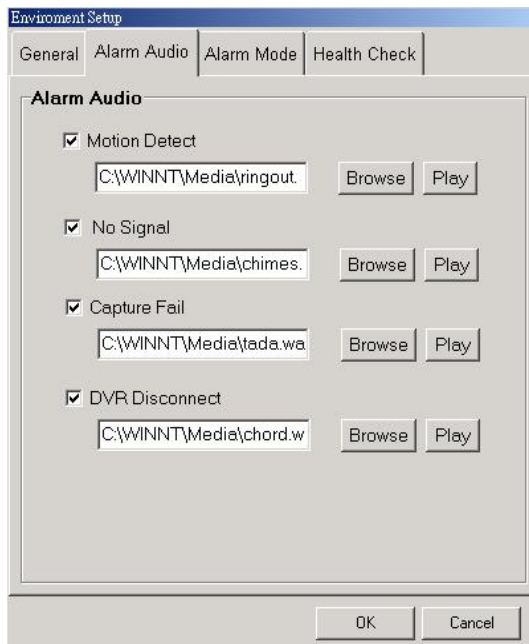 Enviroment Setup
General Alarm Audio Alarm Mode Health Check
Alarm Audio
Motion Detect
C:\WINNT\Media\ringout. Browse Play
No Signal
C:\WINNT\Media\chimes. Browse Play
Capture Fail
C:\WINNT\Media\tada.wa Browse Play
DVR Disconnect
C:\WINNT\Media\chord.w Browse Play
OK Cancel